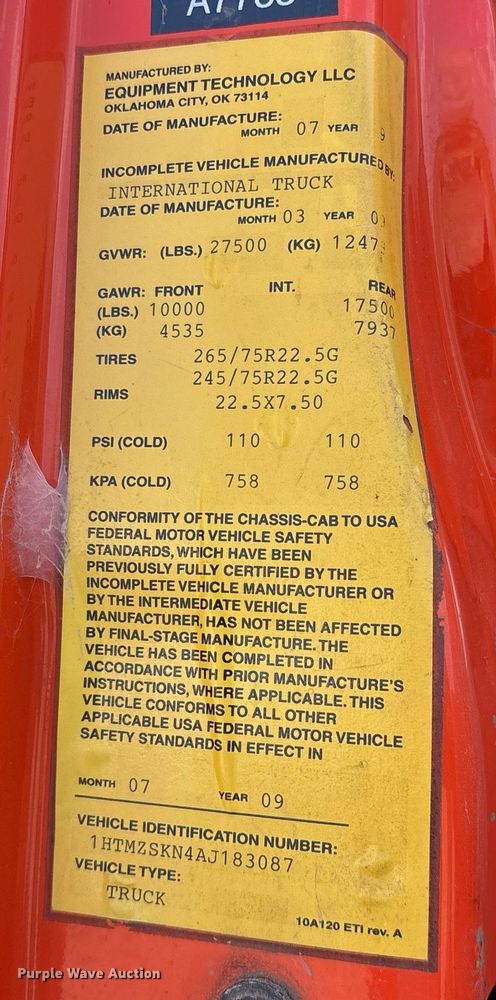 MANUFACTURED BY:
EQUIPMENT TECHNOLOGY LLC
OKLAHOMA CITY, OK 73114
DATE OF MANUFACTURE:
MONTH 07 YEAR 9
INCOMPLETE VEHICLE MANUFACTURED BY:
INTERNATIONAL TRUCK
DATE OF MANUFACTURE:
MONTH 03 YEAR
GVWR: (LBS.) 27500 (KG)
GAWR: FRONT INT. REAR
(LBS.) 10000 17500
(KG) 4535 7937
TIRES 265/75R22.5G
245/75R22.5G
RIMS 22.5X7.50
PSI (COLD) 110 110
KPA (COLD) 758 758
CONFORMITY OF THE CHASSIS-CAB TO USA
FEDERAL MOTOR VEHICLE SAFETY
STANDARDS, WHICH HAVE BEEN
PREVIOUSLY FULLY CERTIFIED BY THE
INCOMPLETE VEHICLE MANUFACTURER OR
BY THE INTERMEDIATE VEHICLE
MANUFACTURER, HAS NOT BEEN AFFECTED
BY FINAL-STAGE MANUFACTURE. THE
VEHICLE HAS BEEN COMPLETED IN
ACCORDANCE WITH PRIOR MANUFACTURE'S
INSTRUCTIONS, WHERE APPLICABLE. THIS
VEHICLE CONFORMS TO ALL OTHER
APPLICABLE USA FEDERAL MOTOR VEHICLE
SAFETY STANDARDS IN EFFECT IN
MONTH 07 YEAR 09
VEHICLE IDENTIFICATION NUMBER:
1HTMZSKN4AJ183087
VEHICLE TYPE:
TRUCK
10A120 ETI rev. A
Purple Wave Auction